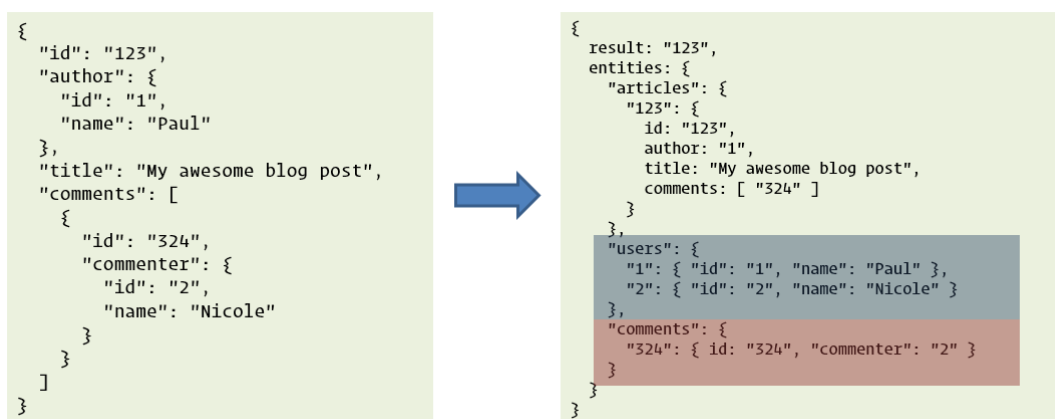 {
  "id": "123",
  "author": {
    "id": "1",
    "name": "Paul"
  },
  "title": "My awesome blog post",
  "comments": [
    {
      "id": "324",
      "commenter": {
        "id": "2",
        "name": "Nicole"
      }
    }
  ]
}
{
  result: "123",
  entities: {
    "articles": {
      "123": {
        id: "123",
        author: "1",
        title: "My awesome blog post",
        comments: [ "324" ]
      }
    },
    "users": {
      "1": { "id": "1", "name": "Paul" },
      "2": { "id": "2", "name": "Nicole" }
    },
    "comments": {
      "324": { id: "324", "commenter": "2" }
    }
  }
}